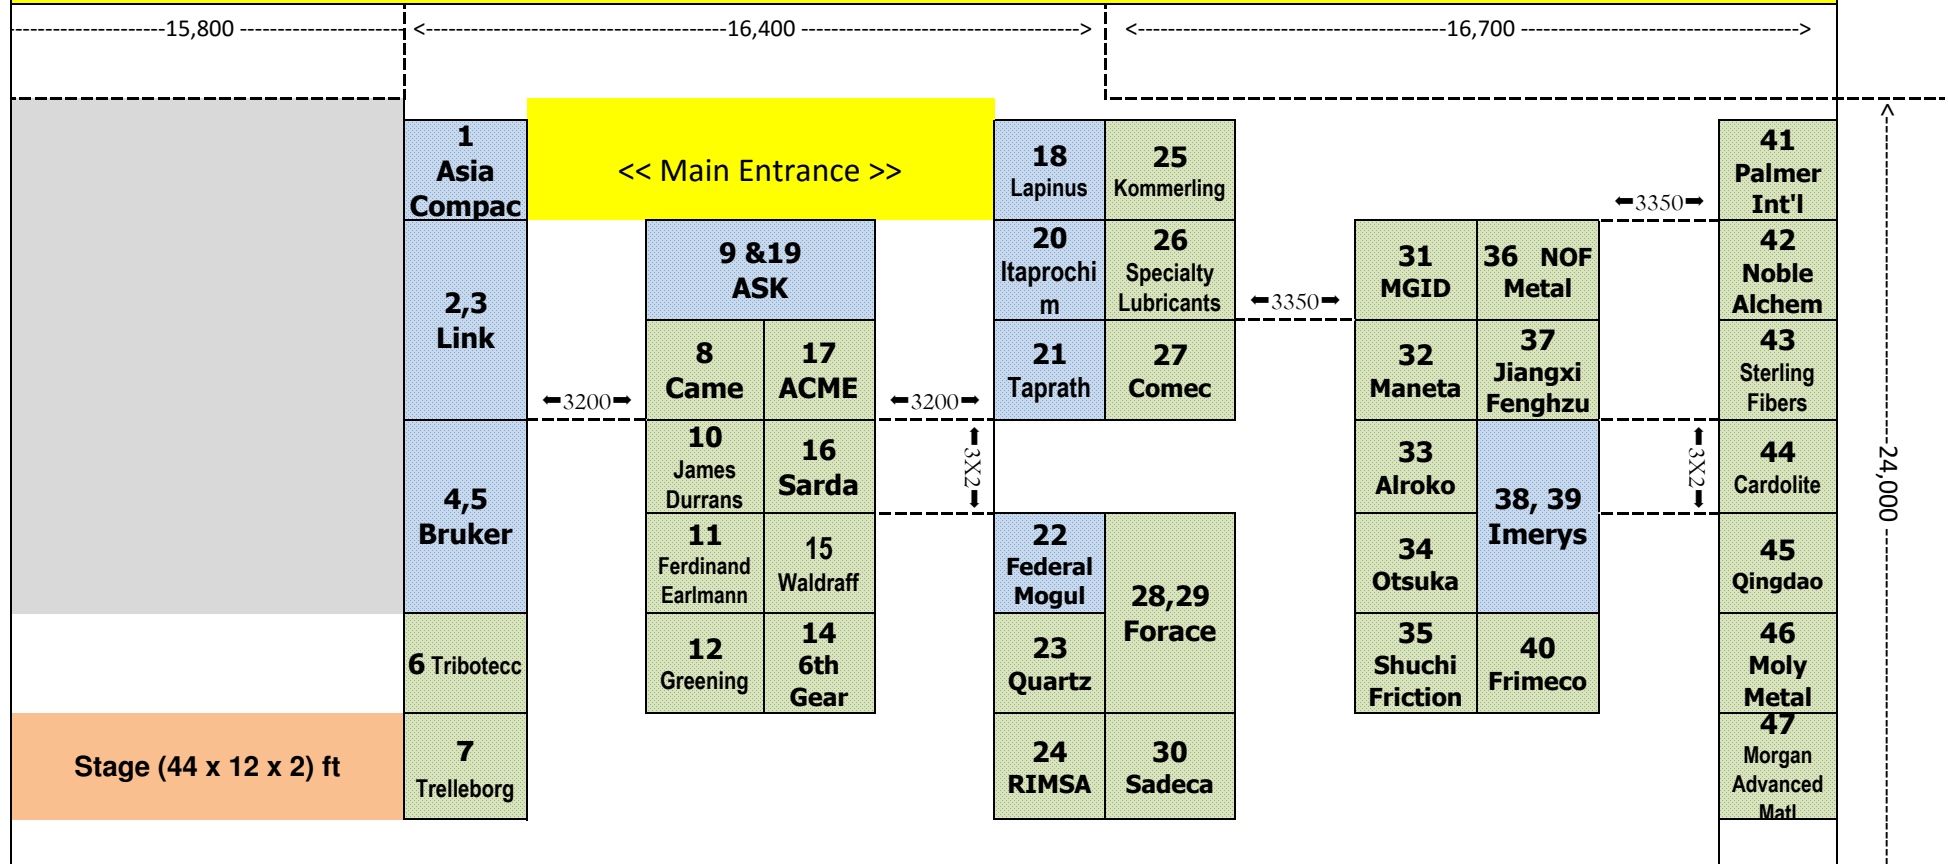 15,800
16,400
16,700
24,000
<< Main Entrance >>
1
Asia
Compac
2,3
Link
4,5
Bruker
6 Tribotecc
7
Trelleborg
Stage (44 x 12 x 2) ft
3200
9 &19
ASK
8
Came
17
ACME
10
James
Durrans
16
Sarda
11
Ferdinand
Earlmann
15
Waldraff
12
Greening
14
6th
Gear
3200
3X2
18
Lapinus
25
Kommerling
20
Itaprochi
m
26
Specialty
Lubricants
21
Taprath
27
Comec
22
Federal
Mogul
28,29
Forace
23
Quartz
24
RIMSA
30
Sadeca
3350
31
MGID
36 NOF
Metal
32
Maneta
37
Jiangxi
Fenghzu
33
Alroko
38, 39
Imerys
34
Otsuka
35
Shuchi
Friction
40
Frimeco
3350
3X2
41
Palmer
Int'l
42
Noble
Alchem
43
Sterling
Fibers
44
Cardolite
45
Qingdao
46
Moly
Metal
47
Morgan
Advanced
Matl